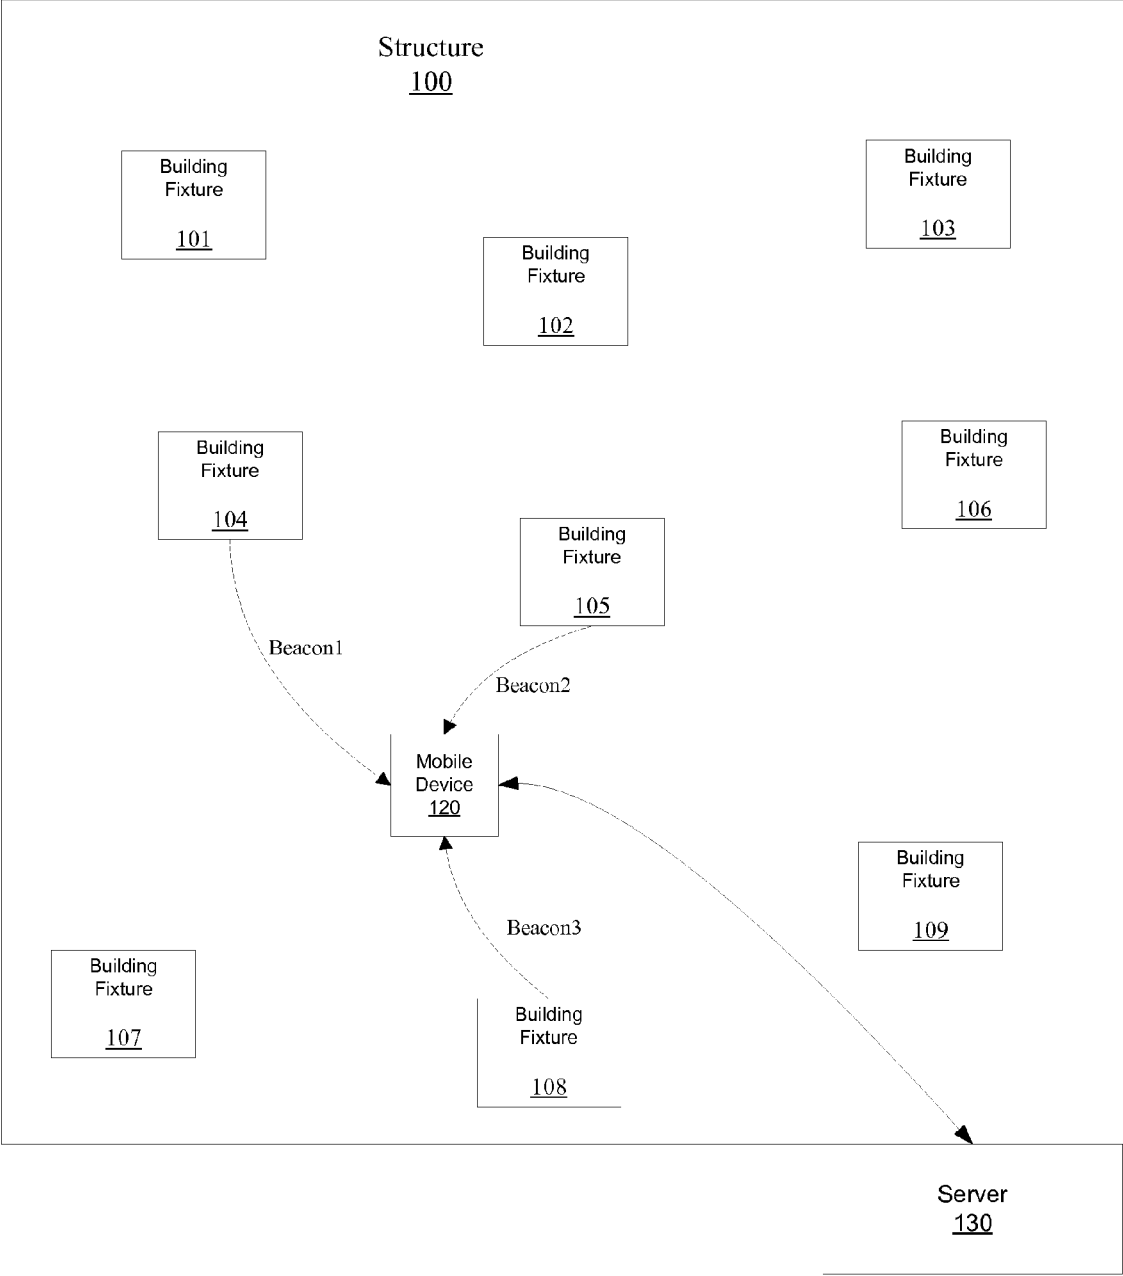 Structure
100
Building
Fixture
101
Building
Fixture
103
Building
Fixture
102
Building
Fixture
104
Building
Fixture
106
Building
Fixture
105
Beacon1
Beacon2
Mobile
Device
120
Building
Fixture
109
Beacon3
Building
Fixture
107
Building
Fixture
108
Server
130